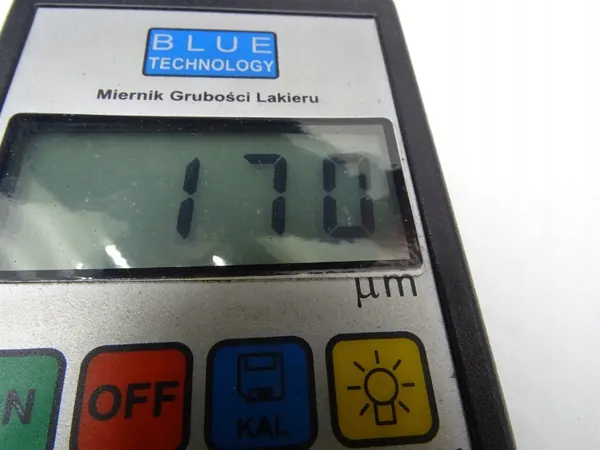 BLUE
TECHNOLOGY
Miernik Grubości Lakieru
170
µm
N
OFF
KAL